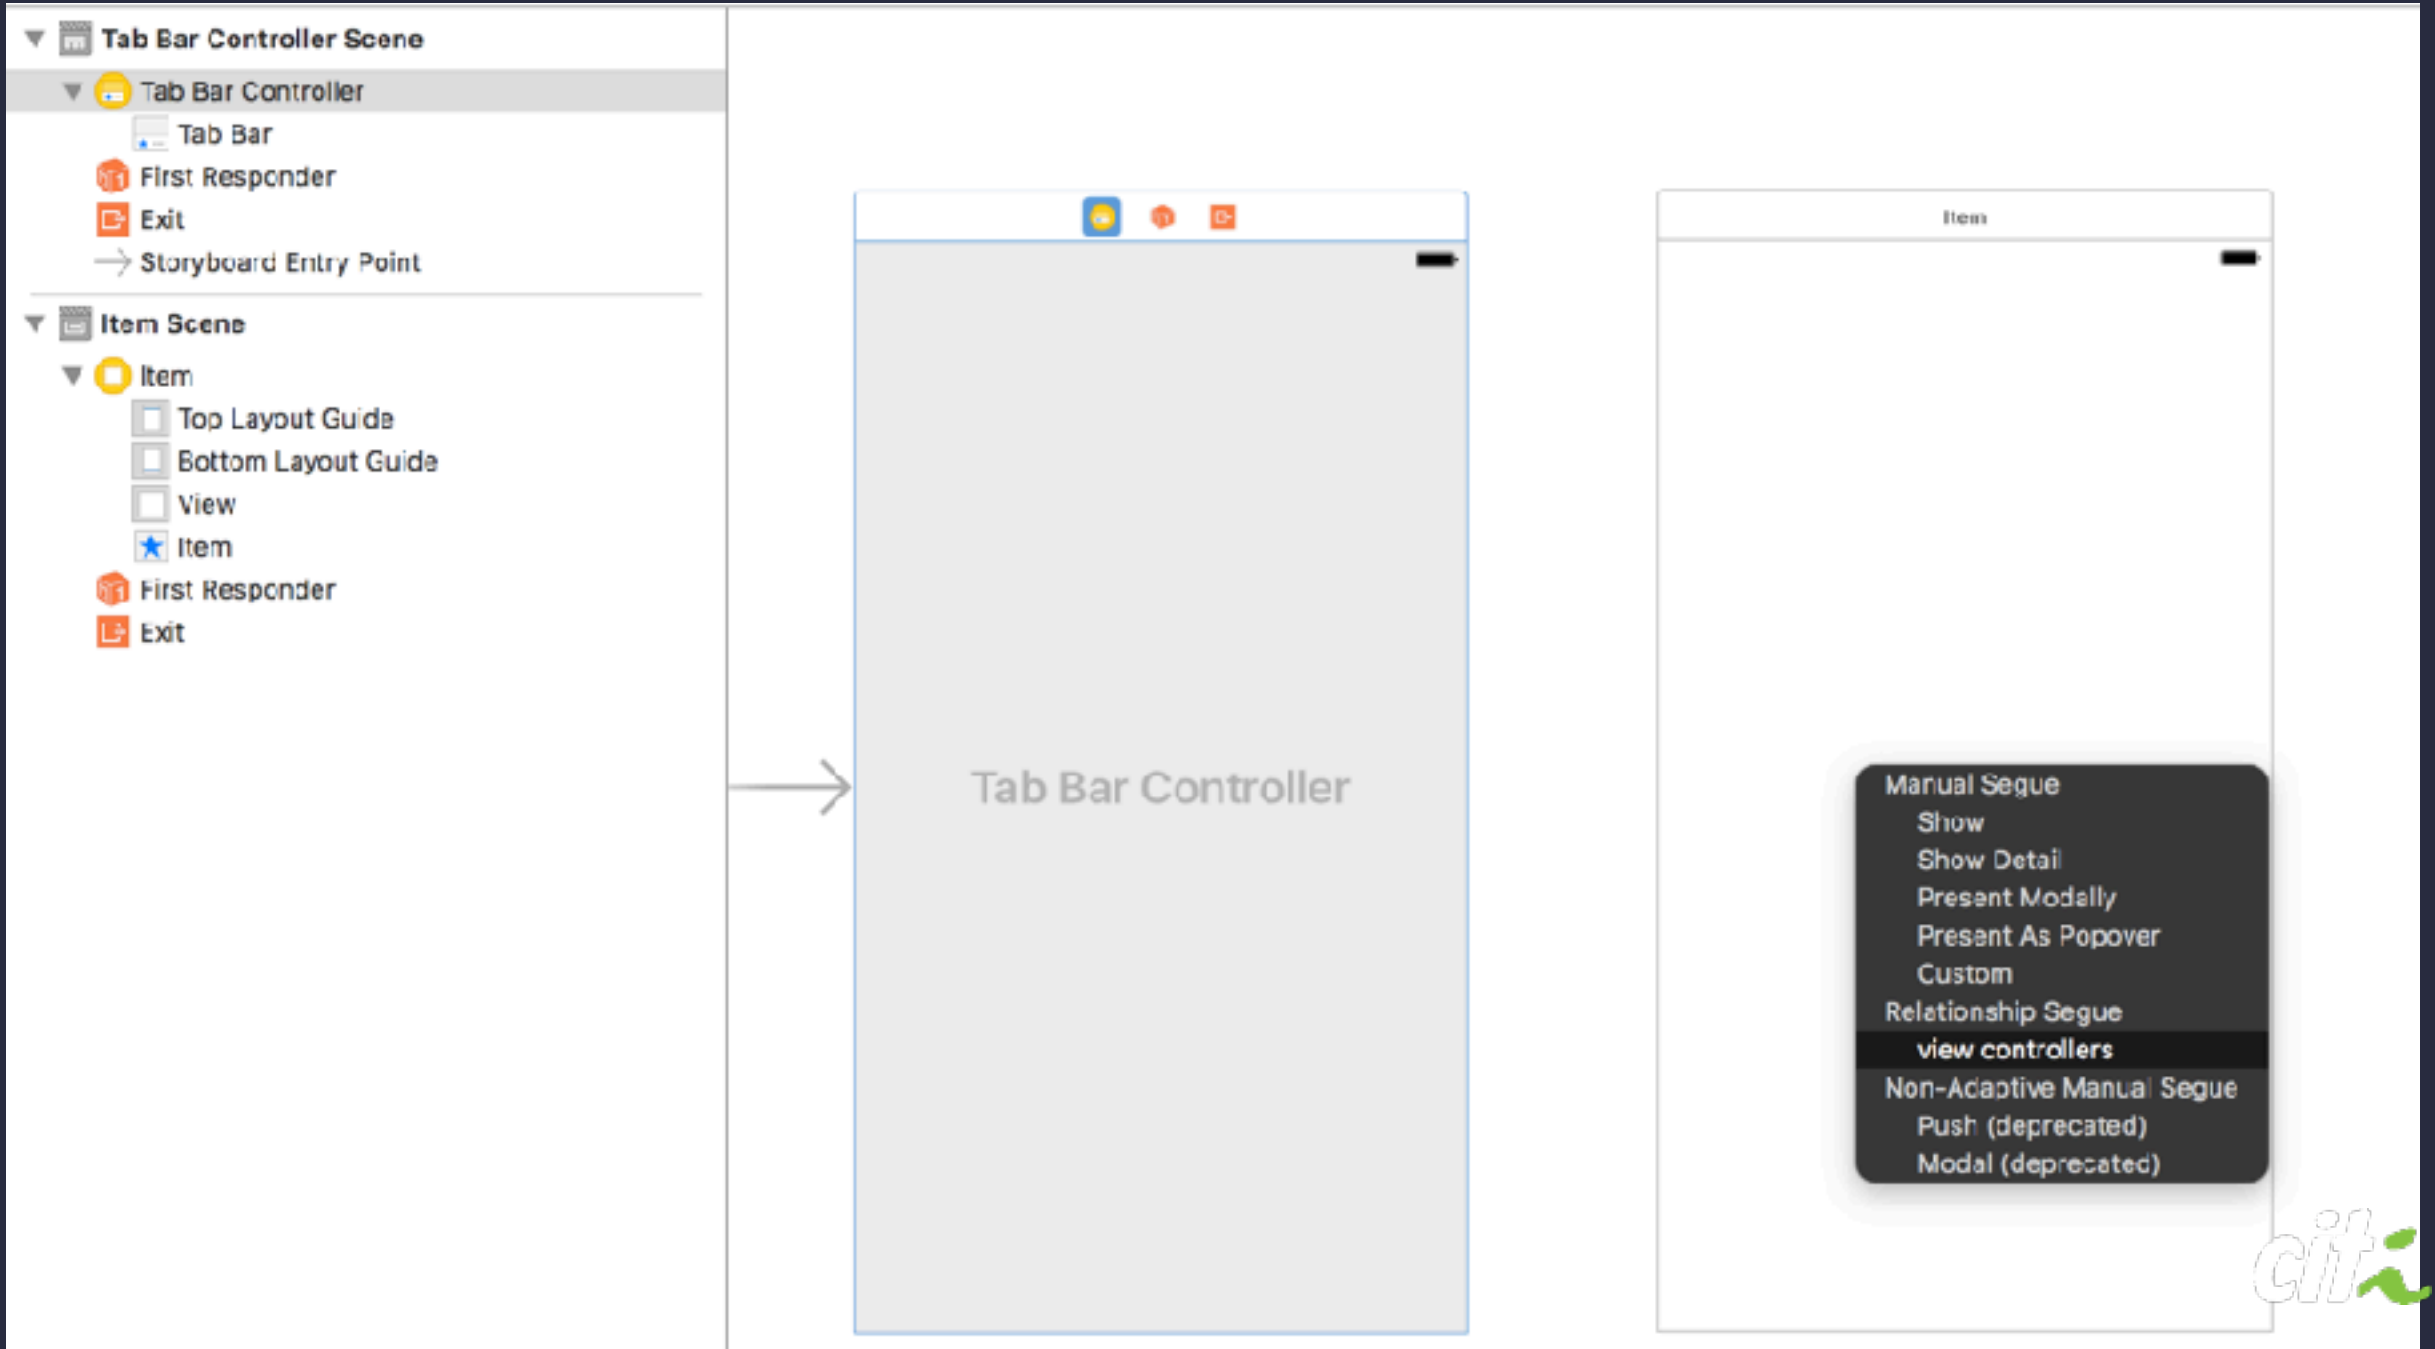 Tab Bar Controller Scene
Tab Bar Controller
Tab Bar
First Responder
Exit
Storyboard Entry Point
Item Scene
Item
Top Layout Guide
Bottom Layout Guide
View
Item
First Responder
Exit
Tab Bar Controller
Item
Manual Segue
Show
Show Detail
Present Modally
Present As Popover
Custom
Relationship Segue
view controllers
Non-Adaptive Manual Segue
Push (deprecated)
Modal (deprecated)
cit